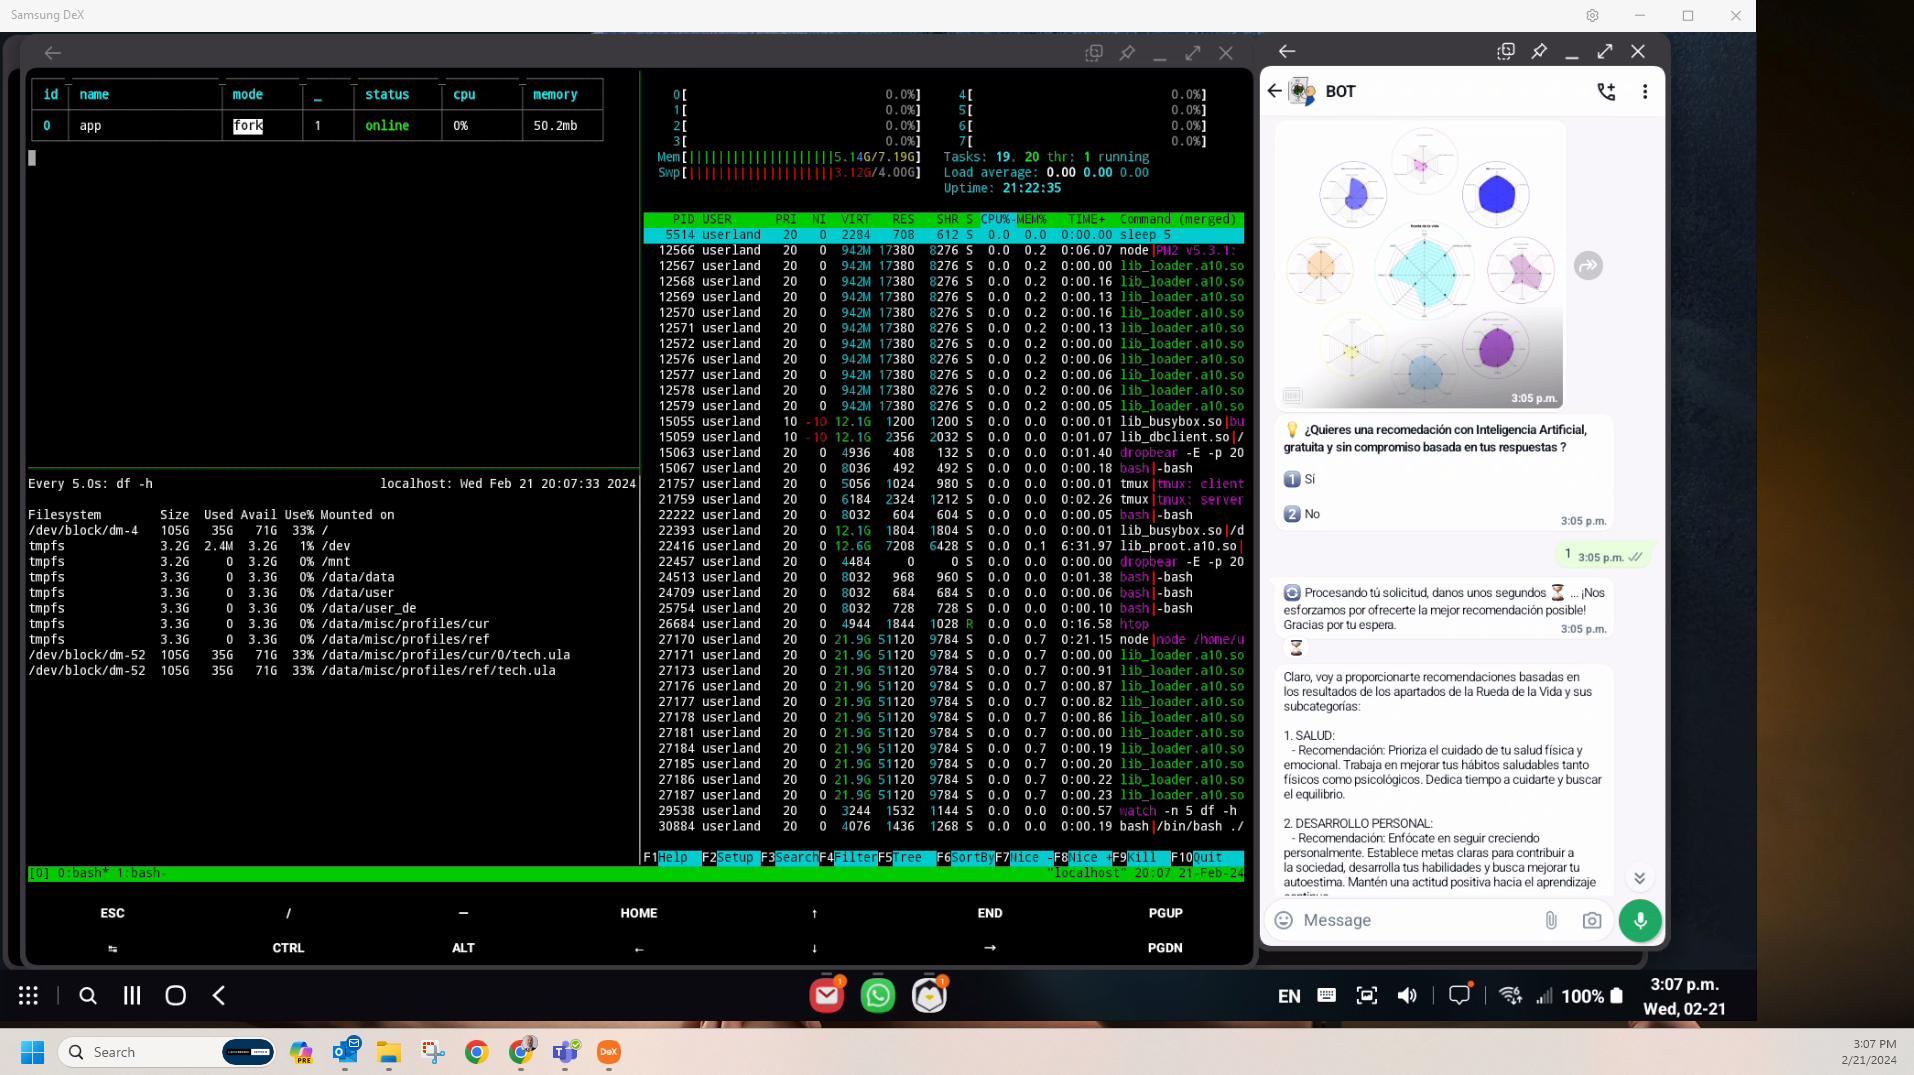 Samsung DeX
id name mode _ status cpu memory
0 app fork 1 online 0% 50.2mb
Every 5.0s: df -h localhost: Wed Feb 21 20:07:33 2024
Filesystem Size Used Avail Use% Mounted on
/dev/block/dm-4 105G 35G 71G 33% /
tmpfs 3.2G 2.4M 3.2G 1% /dev
tmpfs 3.2G 0 3.2G 0% /mnt
tmpfs 3.3G 0 3.3G 0% /data/data
tmpfs 3.3G 0 3.3G 0% /data/user
tmpfs 3.3G 0 3.3G 0% /data/user_de
tmpfs 3.3G 0 3.3G 0% /data/misc/profiles/cur
tmpfs 3.3G 0 3.3G 0% /data/misc/profiles/ref
/dev/block/dm-52 105G 35G 71G 33% /data/misc/profiles/cur/0/tech.ula
/dev/block/dm-52 105G 35G 71G 33% /data/misc/profiles/ref/tech.ula
0[ 0.0%] 4[ 0.0%]
1[ 0.0%] 5[ 0.0%]
2[ 0.0%] 6[ 0.0%]
3[ 0.0%] 7[ 0.0%]
Mem[||||||||||||||||||||5.14G/7.19G] Tasks: 19, 20 thr; 1 running
Swp[||||||||||||||||||||3.12G/4.00G] Load average: 0.00 0.00 0.00
Uptime: 21:22:35
PID USER PRI NI VIRT RES SHR S CPU%-MEM% TIME+ Command (merged)
5514 userland 20 0 2284 708 612 S 0.0 0.0 0:00.00 sleep 5
12566 userland 20 0 942M 17380 8276 S 0.0 0.2 0:06.07 node|PM2 v5.3.1:
12567 userland 20 0 942M 17380 8276 S 0.0 0.2 0:00.00 lib_loader.a10.so
12568 userland 20 0 942M 17380 8276 S 0.0 0.2 0:00.16 lib_loader.a10.so
12569 userland 20 0 942M 17380 8276 S 0.0 0.2 0:00.13 lib_loader.a10.so
12570 userland 20 0 942M 17380 8276 S 0.0 0.2 0:00.16 lib_loader.a10.so
12571 userland 20 0 942M 17380 8276 S 0.0 0.2 0:00.13 lib_loader.a10.so
12572 userland 20 0 942M 17380 8276 S 0.0 0.2 0:00.00 lib_loader.a10.so
12576 userland 20 0 942M 17380 8276 S 0.0 0.2 0:00.06 lib_loader.a10.so
12577 userland 20 0 942M 17380 8276 S 0.0 0.2 0:00.06 lib_loader.a10.so
12578 userland 20 0 942M 17380 8276 S 0.0 0.2 0:00.06 lib_loader.a10.so
12579 userland 20 0 942M 17380 8276 S 0.0 0.2 0:00.05 lib_loader.a10.so
15055 userland 10 -10 12.1G 1200 1200 S 0.0 0.0 0:00.01 lib_busybox.so|bu
15059 userland 10 -10 12.1G 2356 2032 S 0.0 0.0 0:01.07 lib_dbclient.so|/
15063 userland 20 0 4936 408 132 S 0.0 0.0 0:01.40 dropbear -E -p 20
15067 userland 20 0 8036 492 492 S 0.0 0.0 0:00.18 bash|-bash
21757 userland 20 0 5056 1024 980 S 0.0 0.0 0:00.01 tmux|tmux: client
21759 userland 20 0 6184 2324 1212 S 0.0 0.0 0:02.26 tmux|tmux: server
22222 userland 20 0 8032 604 604 S 0.0 0.0 0:00.05 bash|-bash
22393 userland 20 0 12.1G 1804 1804 S 0.0 0.0 0:00.01 lib_busybox.so|/d
22416 userland 20 0 12.6G 7208 6428 S 0.0 0.1 6:31.97 lib_proot.a10.so|
22457 userland 20 0 4484 0 0 S 0.0 0.0 0:00.00 dropbear -E -p 20
24513 userland 20 0 8032 968 960 S 0.0 0.0 0:01.38 bash|-bash
24709 userland 20 0 8032 684 684 S 0.0 0.0 0:00.06 bash|-bash
25754 userland 20 0 8032 728 728 S 0.0 0.0 0:00.10 bash|-bash
26684 userland 20 0 4944 1844 1028 R 0.0 0.0 0:16.58 htop
27170 userland 20 0 21.9G 51120 9784 S 0.0 0.7 0:21.15 node|node /home/u
27171 userland 20 0 21.9G 51120 9784 S 0.0 0.7 0:00.00 lib_loader.a10.so
27173 userland 20 0 21.9G 51120 9784 S 0.0 0.7 0:00.91 lib_loader.a10.so
27176 userland 20 0 21.9G 51120 9784 S 0.0 0.7 0:00.87 lib_loader.a10.so
27177 userland 20 0 21.9G 51120 9784 S 0.0 0.7 0:00.82 lib_loader.a10.so
27178 userland 20 0 21.9G 51120 9784 S 0.0 0.7 0:00.86 lib_loader.a10.so
27181 userland 20 0 21.9G 51120 9784 S 0.0 0.7 0:00.00 lib_loader.a10.so
27184 userland 20 0 21.9G 51120 9784 S 0.0 0.7 0:00.19 lib_loader.a10.so
27185 userland 20 0 21.9G 51120 9784 S 0.0 0.7 0:00.20 lib_loader.a10.so
27186 userland 20 0 21.9G 51120 9784 S 0.0 0.7 0:00.22 lib_loader.a10.so
27187 userland 20 0 21.9G 51120 9784 S 0.0 0.7 0:00.23 lib_loader.a10.so
29538 userland 20 0 3244 1532 1144 S 0.0 0.0 0:00.57 watch -n 5 df -h
30884 userland 20 0 4076 1436 1268 S 0.0 0.0 0:00.19 bash|/bin/bash ./
F1Help F2Setup F3SearchF4FilterF5Tree F6SortByF7Nice -F8Nice +F9Kill F10Quit
[0] 0:bash* 1:bash- "localhost" 20:07 21-Feb-24
ESC / — HOME ↑ END PGUP
↹ CTRL ALT ← ↓ → PGDN
BOT
Rueda de la vida
3:05 p.m.
💡 ¿Quieres una recomedación con Inteligencia Artificial,
gratuita y sin compromiso basada en tus respuestas ?
1 Sí
2 No
3:05 p.m.
1 3:05 p.m.
Procesando tú solicitud, danos unos segundos ⏳ ... ¡Nos
esforzamos por ofrecerte la mejor recomendación posible!
Gracias por tu espera.
3:05 p.m.
Claro, voy a proporcionarte recomendaciones basadas en
los resultados de los apartados de la Rueda de la Vida y sus
subcategorías:
1. SALUD:
- Recomendación: Prioriza el cuidado de tu salud física y
emocional. Trabaja en mejorar tus hábitos saludables tanto
físicos como psicológicos. Dedica tiempo a cuidarte y buscar
el equilibrio.
2. DESARROLLO PERSONAL:
- Recomendación: Enfócate en seguir creciendo
personalmente. Establece metas claras para contribuir a
la sociedad, desarrolla tus habilidades y busca mejorar tu
autoestima. Mantén una actitud positiva hacia el aprendizaje
Message
1
1
EN 100% 3:07 p.m.
Wed, 02-21
Search
PRE
DeX
3:07 PM
2/21/2024